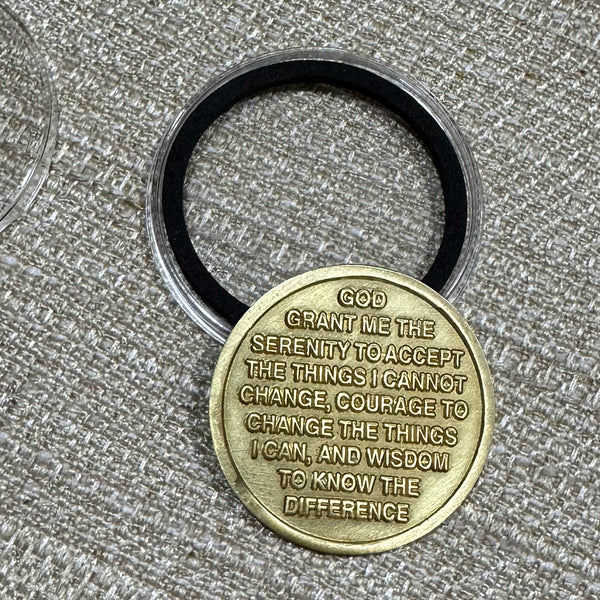 GOD
GRANT ME THE
SERENITY TO ACCEPT
THE THINGS I CANNOT
CHANGE, COURAGE TO
CHANGE THE THINGS
I CAN, AND WISDOM
TO KNOW THE
DIFFERENCE